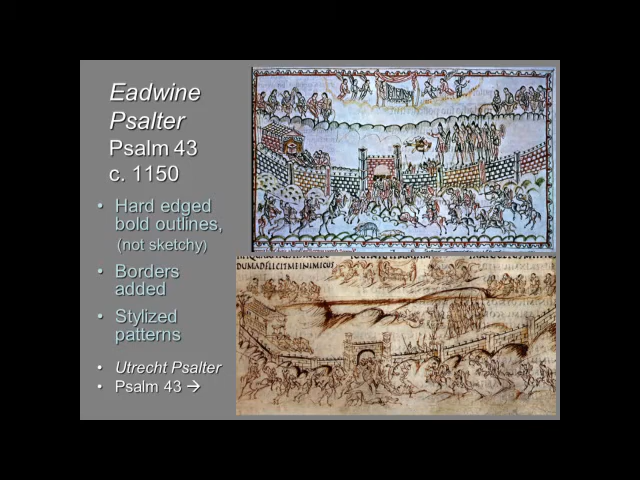 Eadwine
Psalter
Psalm 43
c. 1150
• Hard edged
bold outlines,
(not sketchy)
• Borders
added
• Stylized
patterns
• Utrecht Psalter
• Psalm 43 →